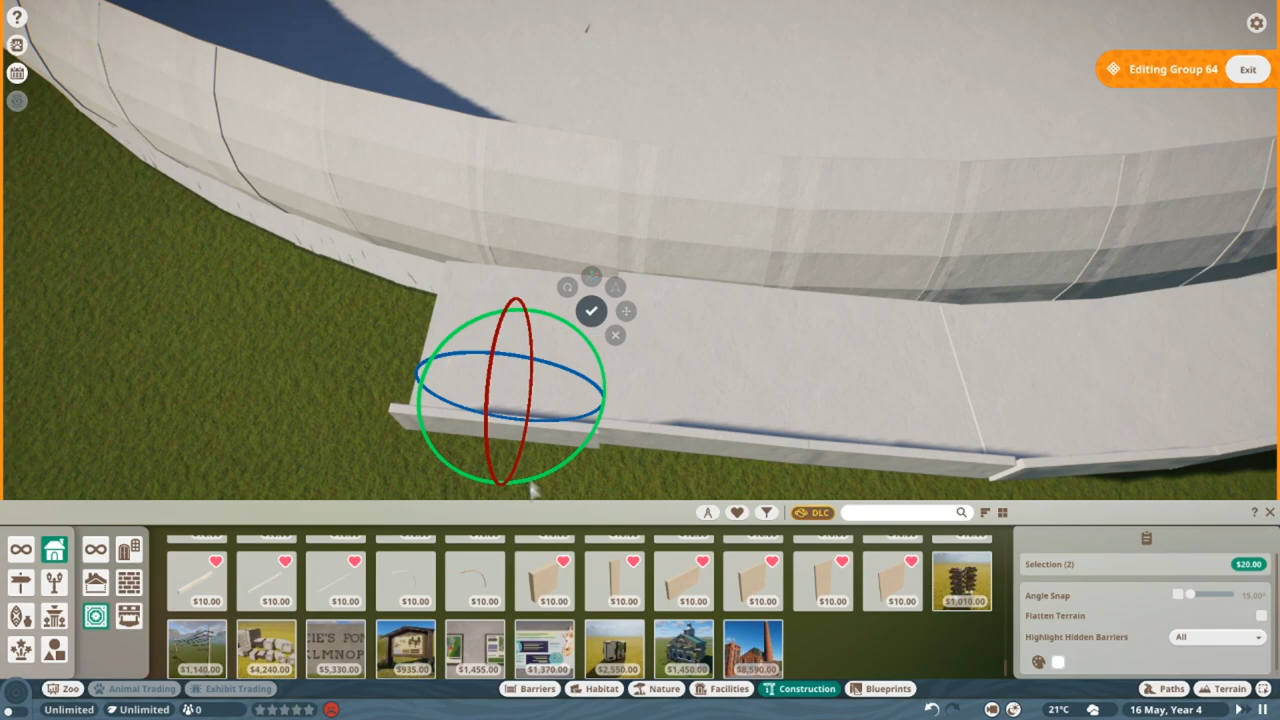 ?
Editing Group 64 Exit
DLC
? ×
$10.00 $10.00 $10.00 $10.00 $10.00 $10.00 $10.00 $10.00 $10.00 $10.00 $10.00 $1,010.00
$1,140.00 $4,240.00 $5,330.00 $935.00 $1,455.00 $1,370.00 $2,550.00 $1,450.00 $8,590.00
Selection (2) $20.00
Angle Snap 15.00°
Flatten Terrain
Highlight Hidden Barriers All
Zoo Animal Trading Exhibit Trading Barriers Habitat Nature Facilities Construction Blueprints Paths Terrain
Unlimited Unlimited 0 21°C 16 May, Year 4